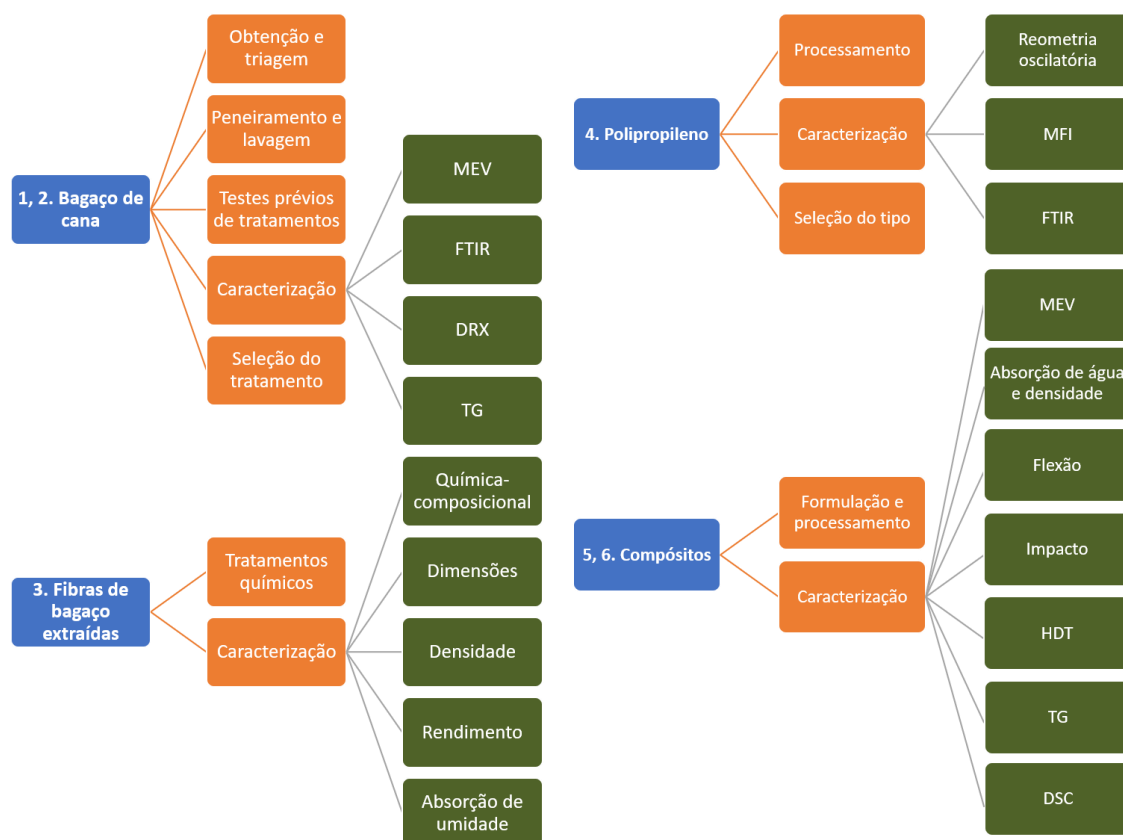 1, 2. Bagaço de
cana
Obtenção e
triagem
Peneiramento e
lavagem
Testes prévios
de tratamentos
Caracterização
Seleção do
tratamento
MEV
FTIR
DRX
TG
3. Fibras de
bagaço
extraídas
Tratamentos
químicos
Caracterização
Química-
composicional
Dimensões
Densidade
Rendimento
Absorção de
umidade
4. Polipropileno
Processamento
Caracterização
Seleção do tipo
Reometria
oscilatória
MFI
FTIR
5, 6. Compósitos
Formulação e
processamento
Caracterização
MEV
Absorção de água
e densidade
Flexão
Impacto
HDT
TG
DSC